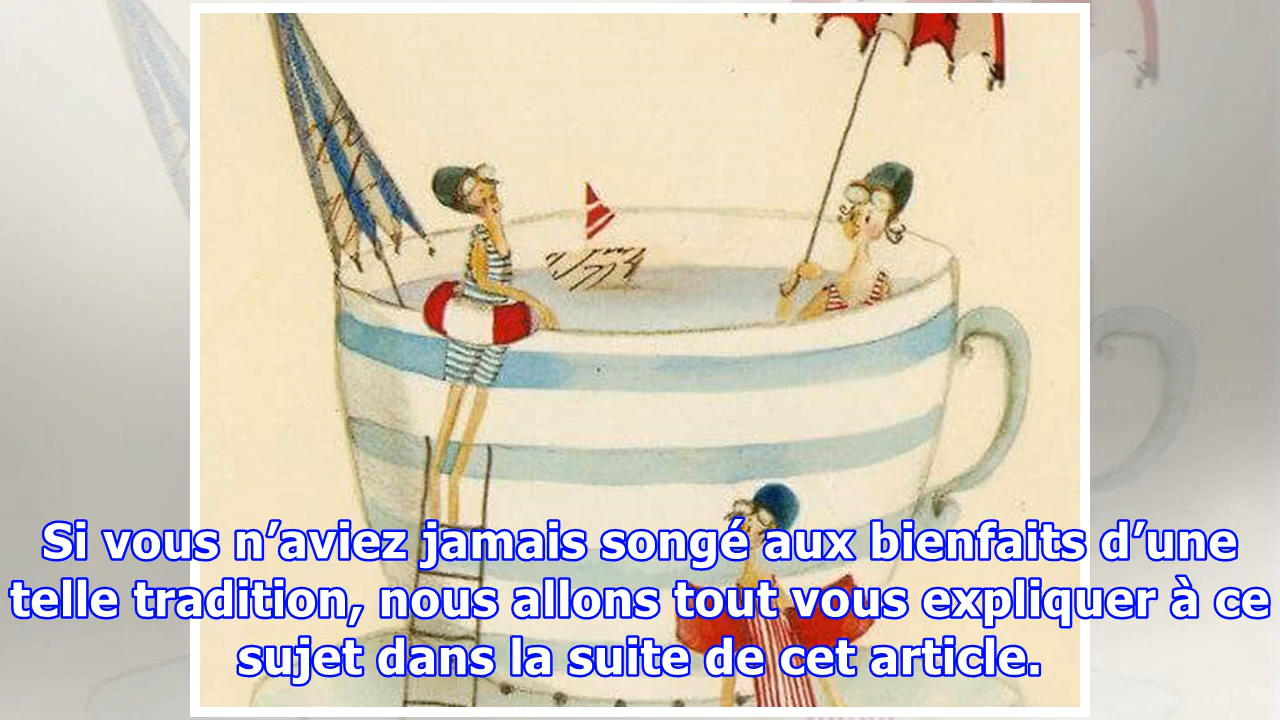 Si vous n’aviez jamais songé aux bienfaits d’une
telle tradition, nous allons tout vous expliquer à ce
sujet dans la suite de cet article.